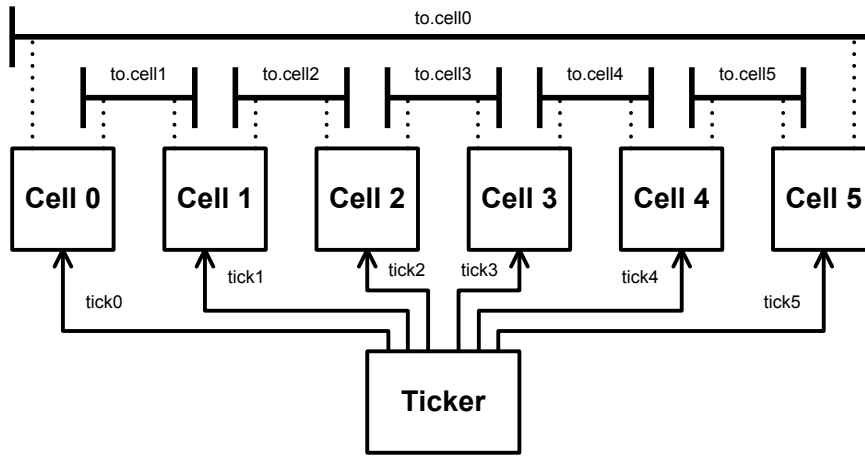 to.cell0
to.cell1 to.cell2 to.cell3 to.cell4 to.cell5
Cell 0 Cell 1 Cell 2 Cell 3 Cell 4 Cell 5
tick0 tick1 tick2 tick3 tick4 tick5
Ticker